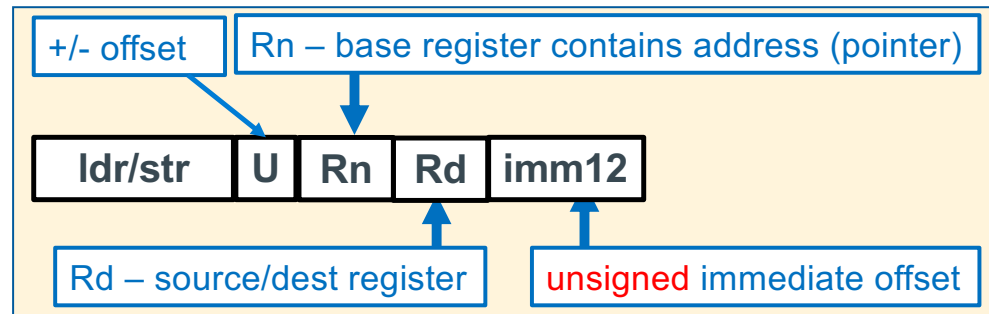 +/- offset
Rn – base register contains address (pointer)
ldr/str U Rn Rd imm12
Rd – source/dest register
unsigned immediate offset